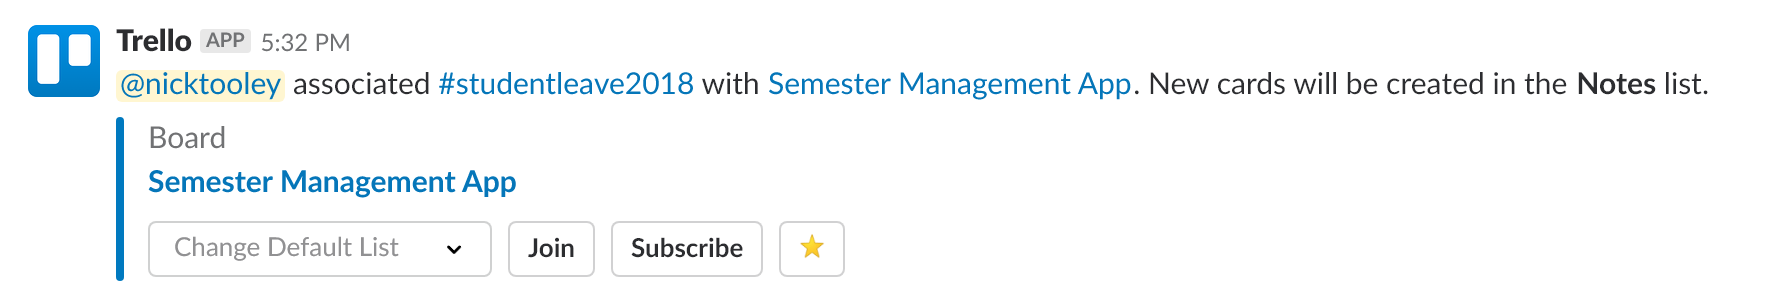 Trello APP 5:32 PM
@nicktooley associated #studentleave2018 with Semester Management App. New cards will be created in the Notes list.
Board
Semester Management App
Change Default List Join Subscribe